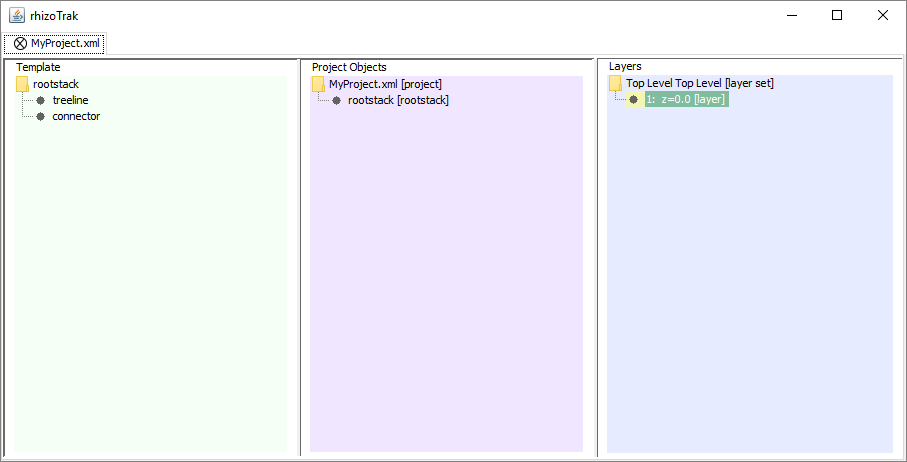 rhizoTrak
MyProject.xml
Template
rootstack
treeline
connector
Project Objects
MyProject.xml [project]
rootstack [rootstack]
Layers
Top Level Top Level [layer set]
1: z=0.0 [layer]